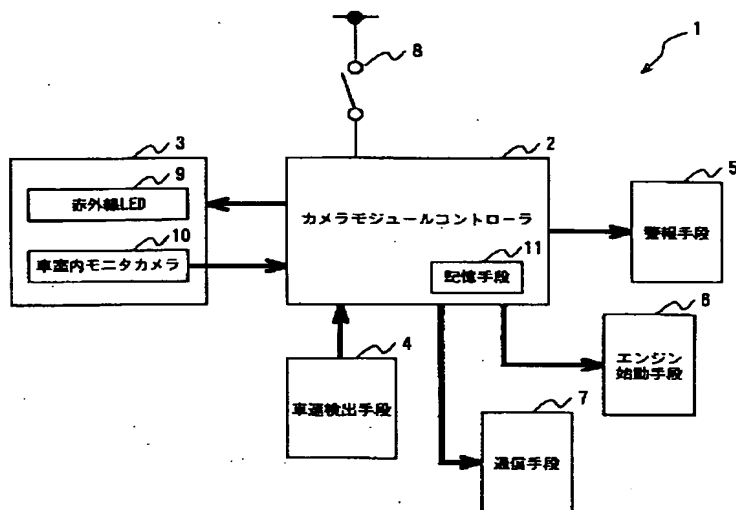 8
1
3
2
9
赤外線LED
5
カメラモジュールコントローラ
警報手段
10
車室内モニタカメラ
11
記憶手段
6
エンジン
始動手段
4
車速検出手段
7
通信手段